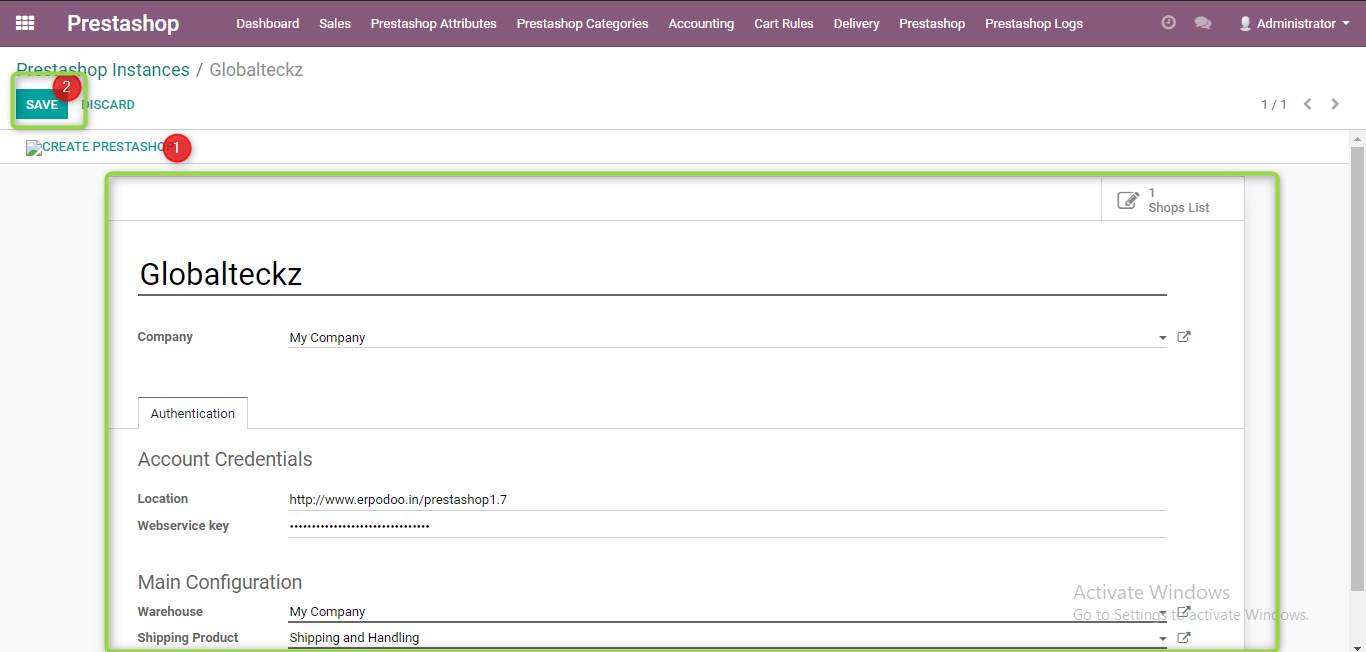 Prestashop Dashboard Sales Prestashop Attributes Prestashop Categories Accounting Cart Rules Delivery Prestashop Prestashop Logs Administrator
Prestashop Instances / Globalteckz
2
SAVE DISCARD 1 / 1
CREATE PRESTASHOP 1
1
Shops List
Globalteckz
Company My Company
Authentication
Account Credentials
Location http://www.erpodoo.in/prestashop1.7
Webservice key ••••••••••••••••••••••••••••••••
Main Configuration
Activate Windows
Warehouse My Company
Go to Settings to activate Windows.
Shipping Product Shipping and Handling